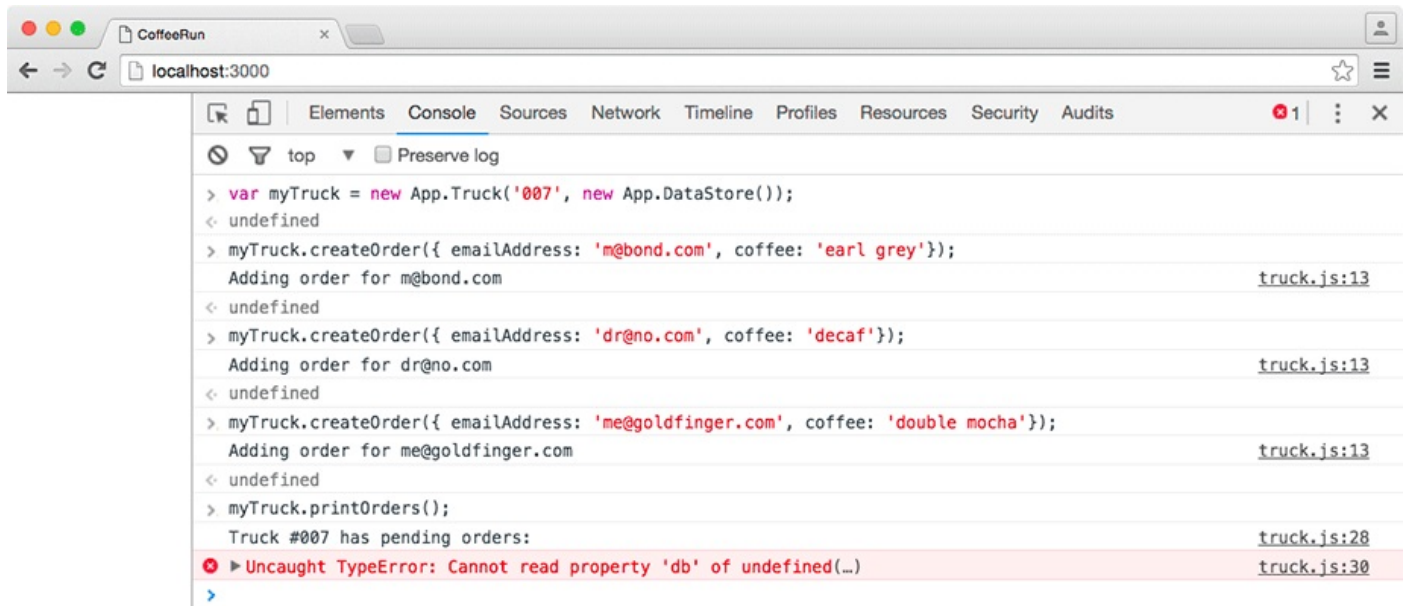 CoffeeRun
localhost:3000
Elements Console Sources Network Timeline Profiles Resources Security Audits 1
top Preserve log
> var myTruck = new App.Truck('007', new App.DataStore());
undefined
> myTruck.createOrder({ emailAddress: 'm@bond.com', coffee: 'earl grey'});
Adding order for m@bond.com truck.js:13
undefined
> myTruck.createOrder({ emailAddress: 'dr@no.com', coffee: 'decaf'});
Adding order for dr@no.com truck.js:13
undefined
> myTruck.createOrder({ emailAddress: 'me@goldfinger.com', coffee: 'double mocha'});
Adding order for me@goldfinger.com truck.js:13
undefined
> myTruck.printOrders();
Truck #007 has pending orders: truck.js:28
Uncaught TypeError: Cannot read property 'db' of undefined(…) truck.js:30
>